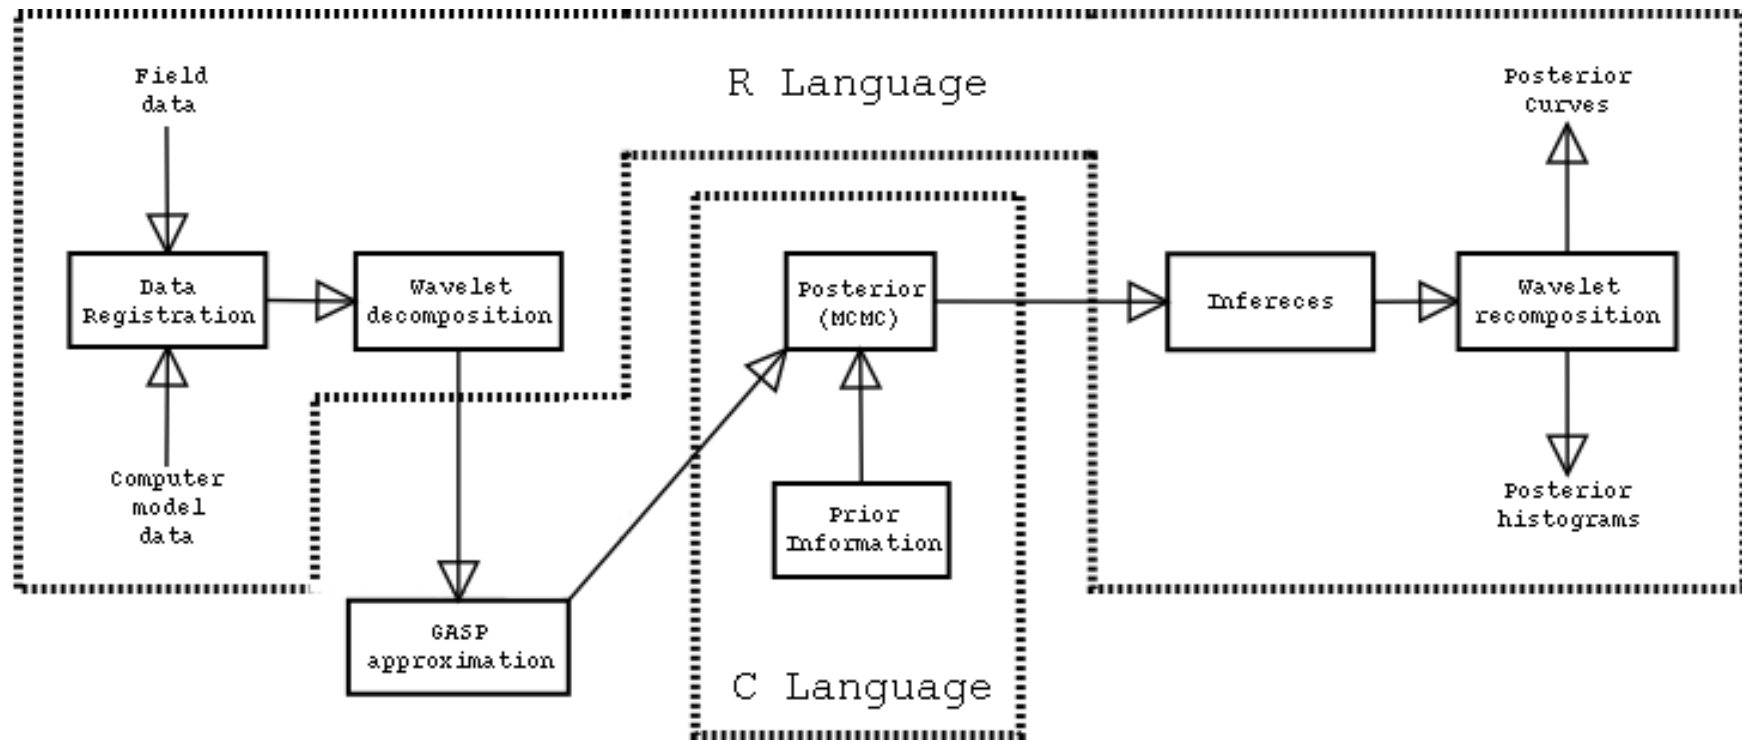 R Language
Field
data
Data
Registration
Computer
model
data
Wavelet
decomposition
GASP
approximation
Posterior
(MCMC)
Prior
Information
C Language
Infereces
Wavelet
recomposition
Posterior
Curves
Posterior
histograms